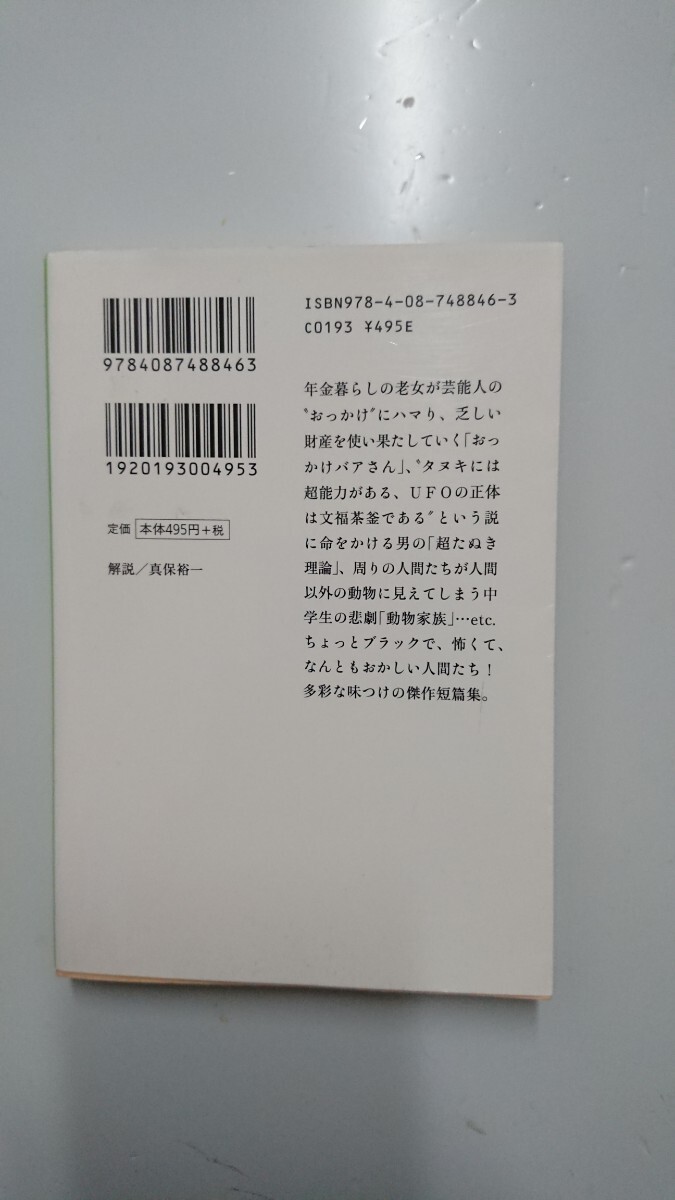 9784087488463
1920193004953
定価 本体495円+税
解説／真保裕一
ISBN978-4-08-748846-3
C0193 ¥495E
年金暮らしの老女が芸能人の
〝おっかけ〟にハマり、乏しい
財産を使い果たしていく「おっ
かけバアさん」、〝タヌキには
超能力がある、ＵＦＯの正体
は文福茶釜である〟という説
に命をかける男の「超たぬき
理論」、周りの人間たちが人間
以外の動物に見えてしまう中
学生の悲劇「動物家族」…etc.
ちょっとブラックで、怖くて、
なんともおかしい人間たち！
多彩な味つけの傑作短篇集。